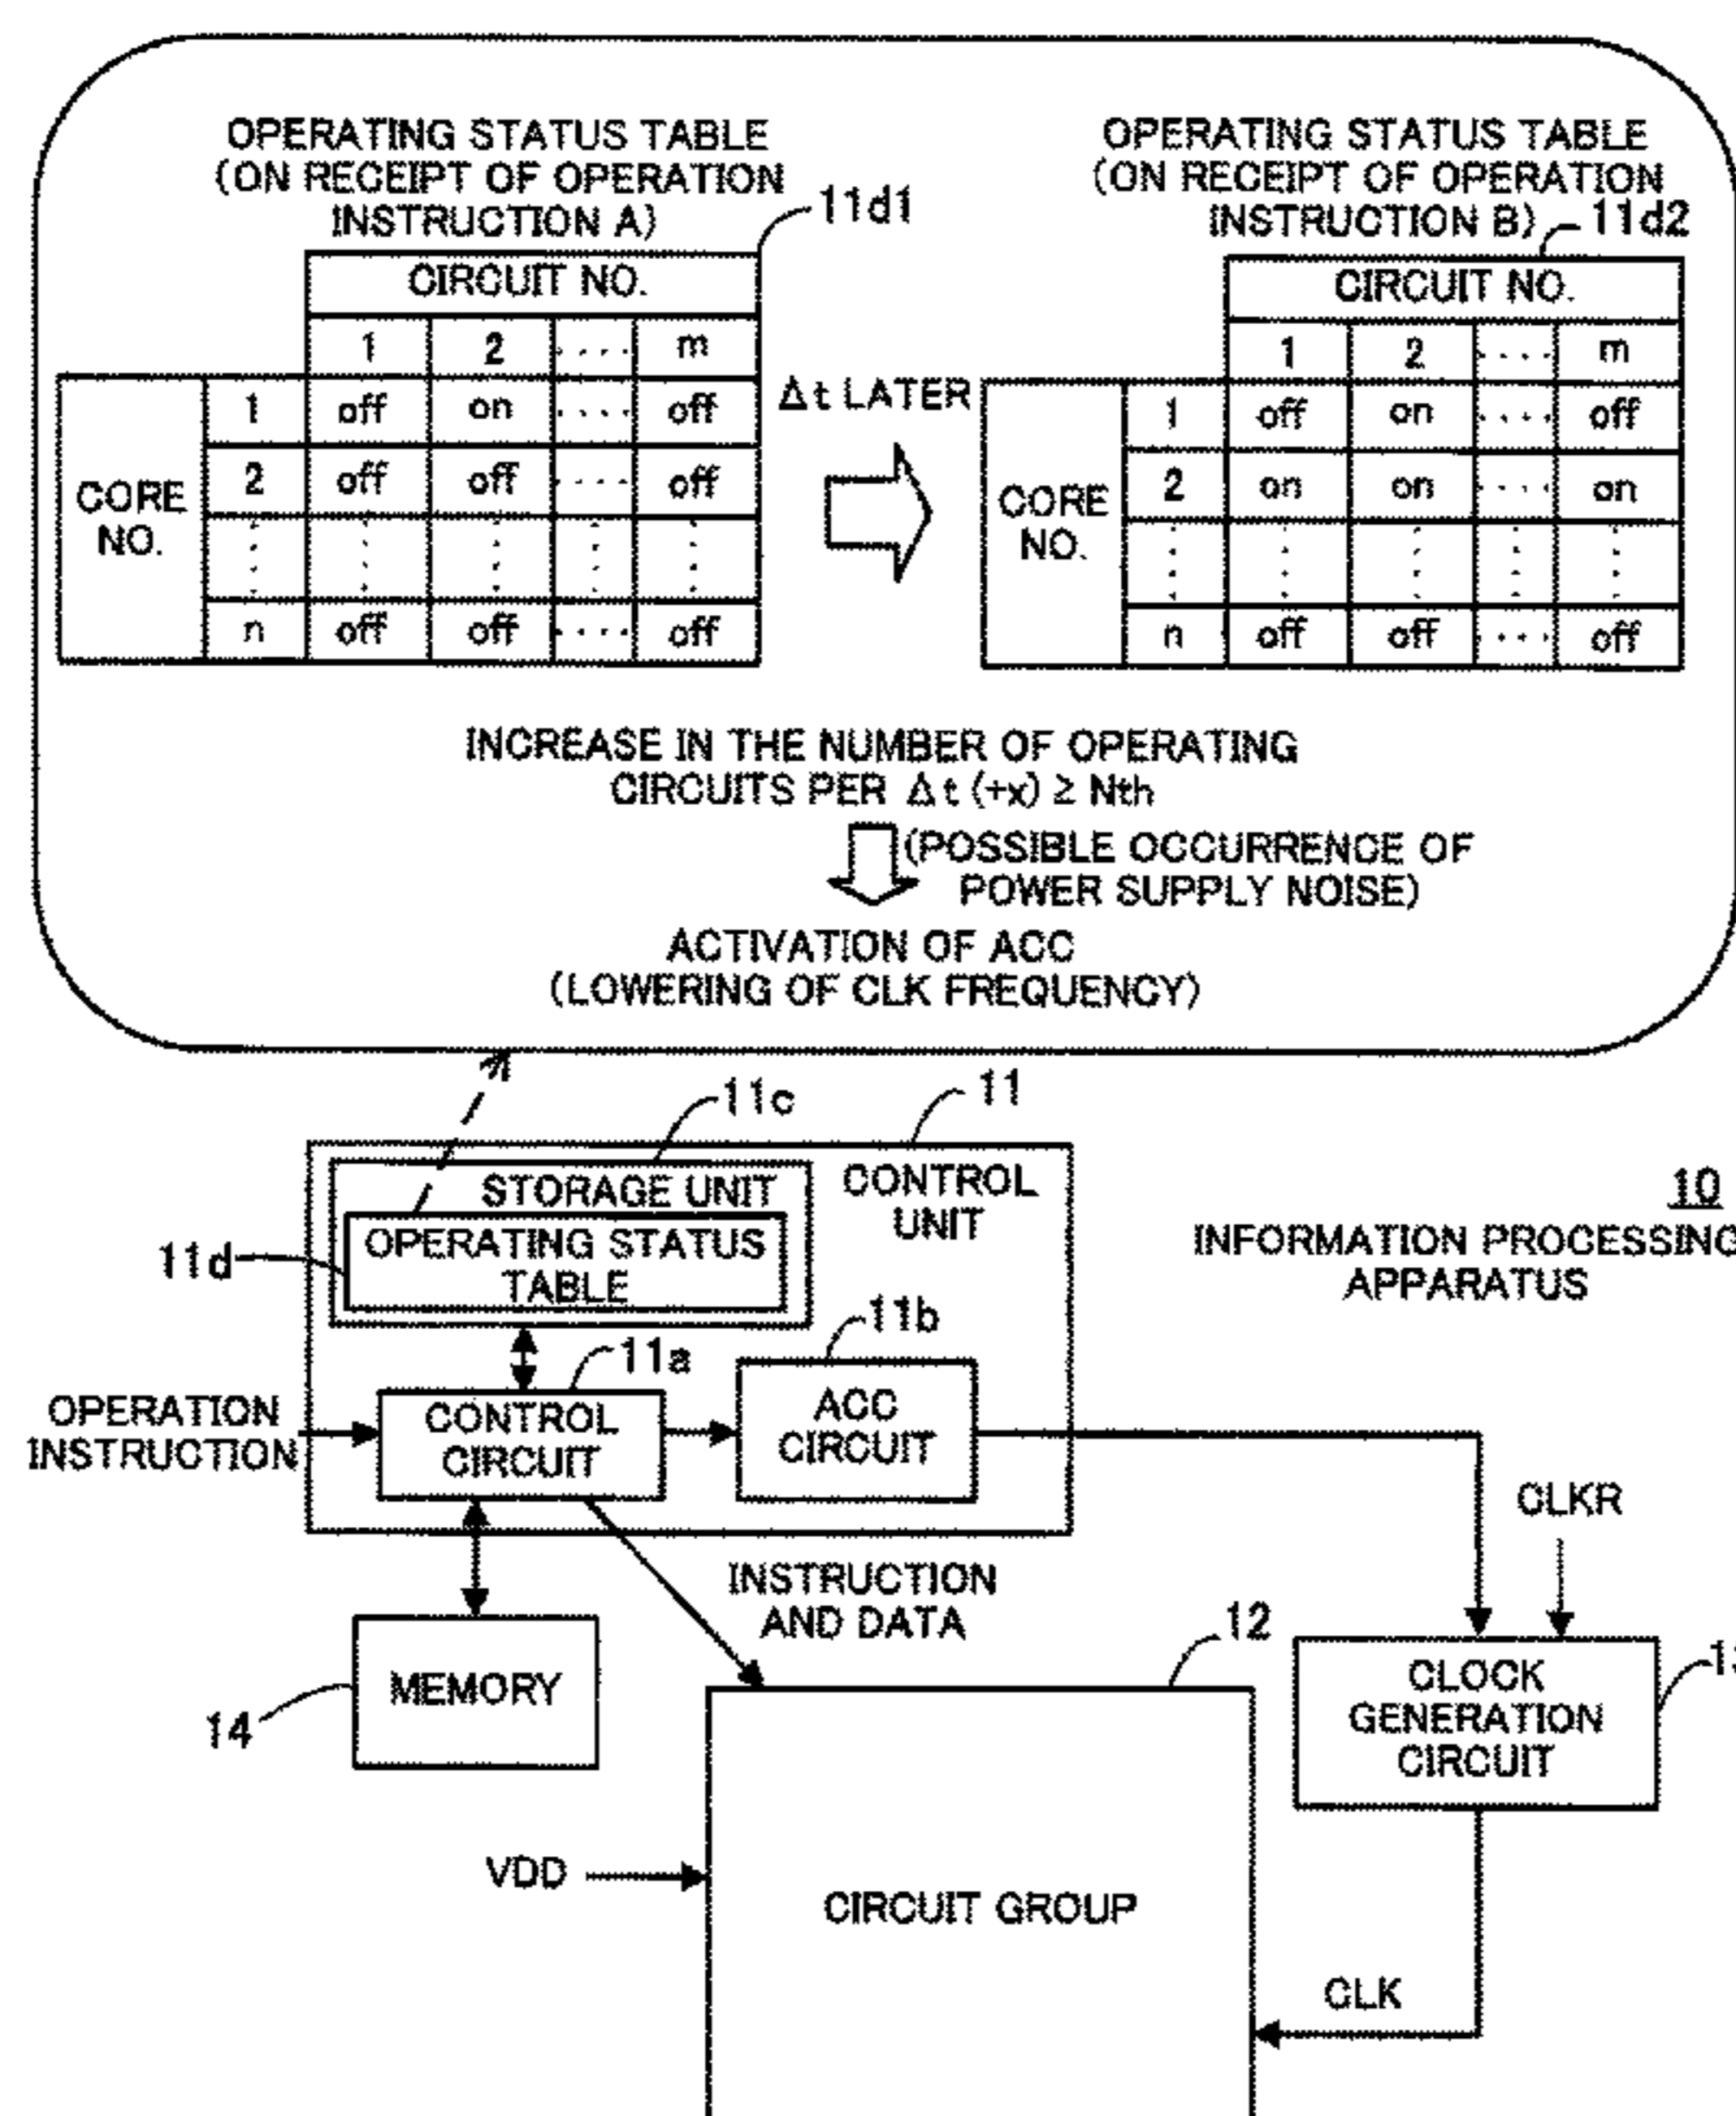 OPERATING STATUS TABLE
(ON RECEIPT OF OPERATION
INSTRUCTION A)
11d1
CIRCUIT NO.
1 2 .... m
1 off on .... off
CORE NO.
2 off off .... off
n off off .... off
Δt LATER
OPERATING STATUS TABLE
(ON RECEIPT OF OPERATION
INSTRUCTION B)
11d2
CIRCUIT NO.
1 2 .... m
1 off on .... off
CORE NO.
2 on on .... on
n off off .... off
INCREASE IN THE NUMBER OF OPERATING
CIRCUITS PER Δt (+x) ≥ Nth
(POSSIBLE OCCURRENCE OF
POWER SUPPLY NOISE)
ACTIVATION OF ACC
(LOWERING OF CLK FREQUENCY)
11c
11
STORAGE UNIT
CONTROL
UNIT
10
INFORMATION PROCESSING
APPARATUS
11d
OPERATING STATUS
TABLE
11b
11a
OPERATION
INSTRUCTION
CONTROL
CIRCUIT
ACC
CIRCUIT
CLKR
INSTRUCTION
AND DATA
12
MEMORY
14
CLOCK
GENERATION
CIRCUIT
VDD
CIRCUIT GROUP
CLK